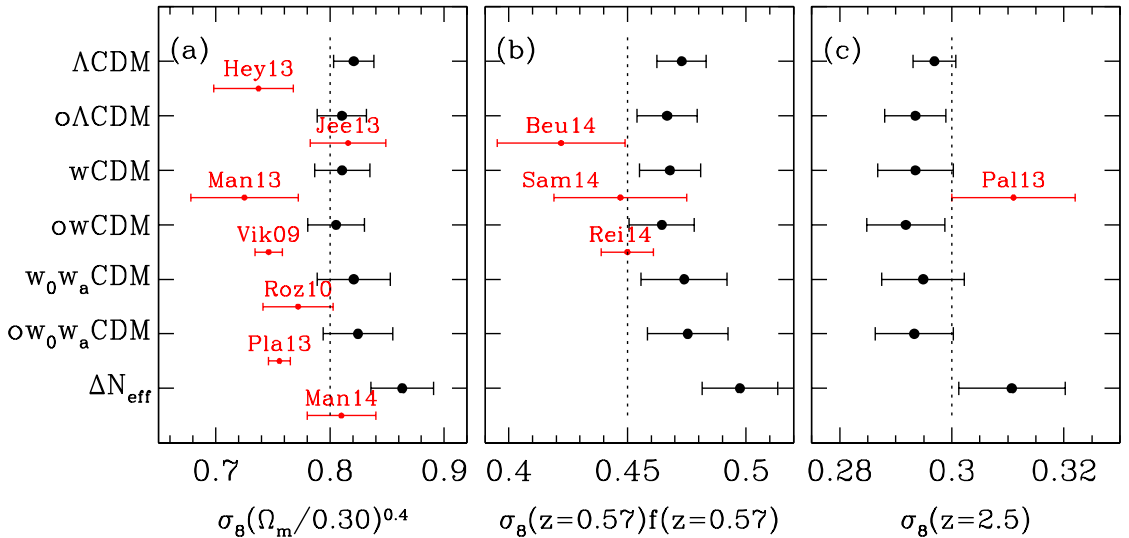 (a)
(b)
(c)
ΛCDM
Hey13
oΛCDM
Jee13
Beu14
wCDM
Man13
Sam14
Pal13
owCDM
Vik09
Rei14
w₀wₐCDM
Roz10
ow₀wₐCDM
Pla13
ΔN_eff
Man14
0.7 0.8 0.9
0.4 0.45 0.5
0.28 0.3 0.32
σ₈(Ωₘ/0.30)⁰·⁴
σ₈(z=0.57)f(z=0.57)
σ₈(z=2.5)